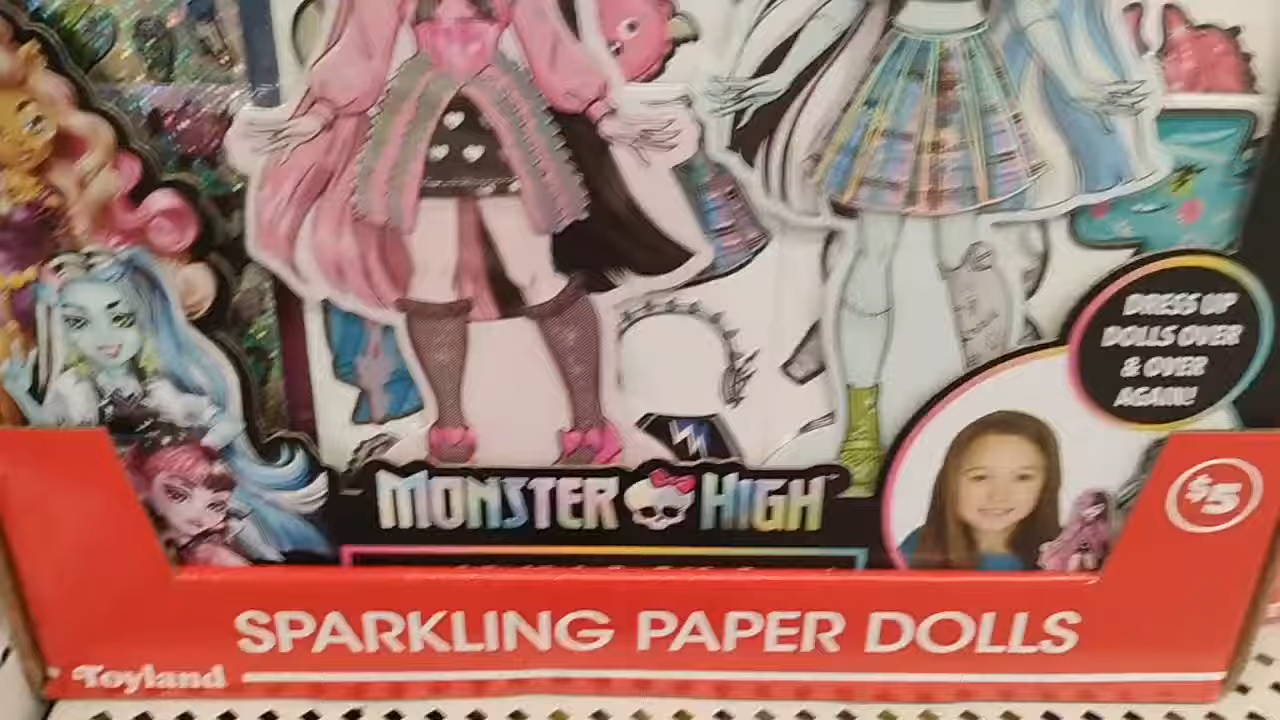 DRESS UP
DOLLS OVER
& OVER
AGAIN!
MONSTER HIGH
$5
SPARKLING PAPER DOLLS
Toyland